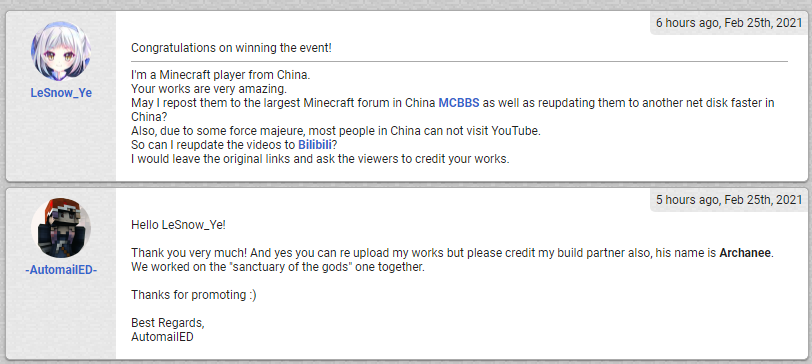 6 hours ago, Feb 25th, 2021
LeSnow_Ye
Congratulations on winning the event!
I'm a Minecraft player from China.
Your works are very amazing.
May I repost them to the largest Minecraft forum in China MCBBS as well as reupdating them to another net disk faster in
China?
Also, due to some force majeure, most people in China can not visit YouTube.
So can I reupdate the videos to Bilibili?
I would leave the original links and ask the viewers to credit your works.
5 hours ago, Feb 25th, 2021
-AutomailED-
Hello LeSnow_Ye!
Thank you very much! And yes you can re upload my works but please credit my build partner also, his name is Archanee.
We worked on the "sanctuary of the gods" one together.
Thanks for promoting :)
Best Regards,
AutomailED